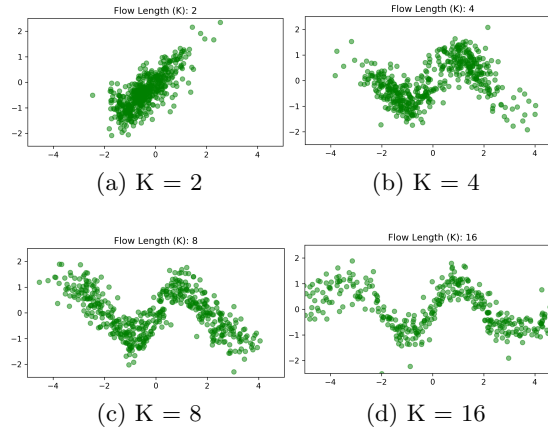 Flow Length (K): 2
2
1
0
−1
−2
−4 −2 0 2 4
(a) K = 2
Flow Length (K): 4
2
1
0
−1
−2
−4 −2 0 2 4
(b) K = 4
Flow Length (K): 8
2
1
0
−1
−2
−4 −2 0 2 4
(c) K = 8
Flow Length (K): 16
2
1
0
−1
−2
−4 −2 0 2 4
(d) K = 16